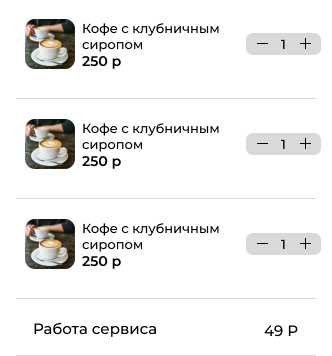 Кофе с клубничным
сиропом
250 р
— 1 +
Кофе с клубничным
сиропом
250 р
— 1 +
Кофе с клубничным
сиропом
250 р
— 1 +
Работа сервиса 49 Р